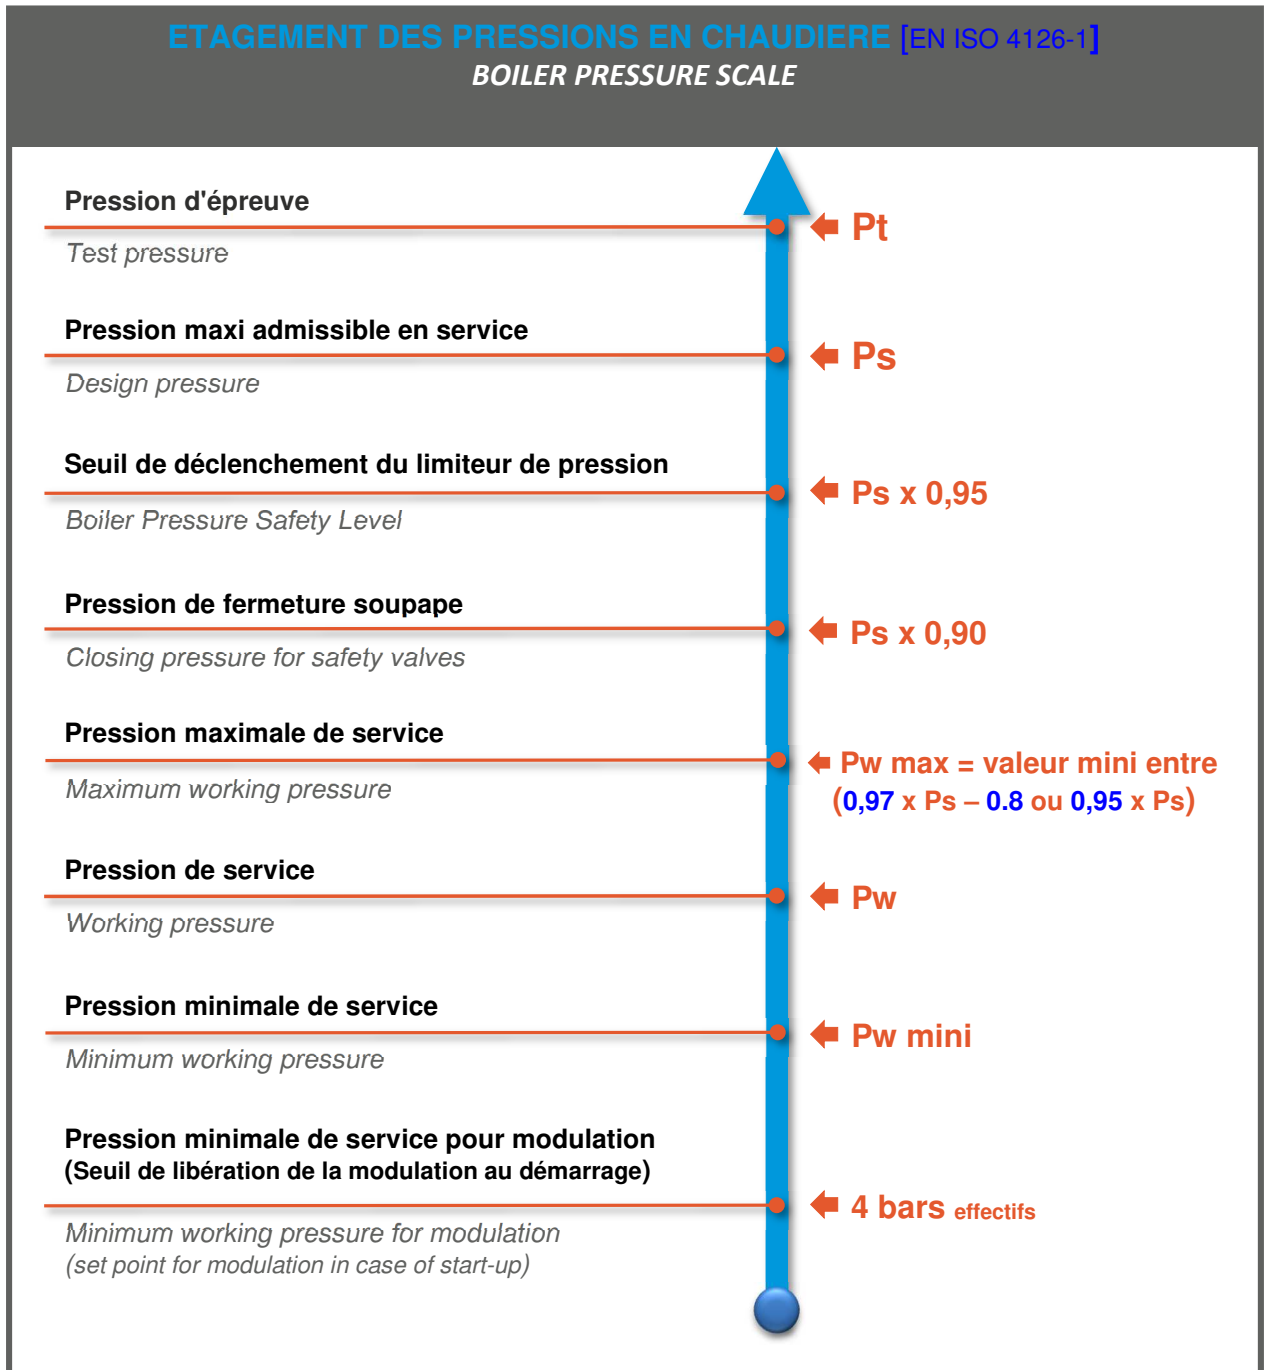 ETAGEMENT DES PRESSIONS EN CHAUDIERE [EN ISO 4126-1]
BOILER PRESSURE SCALE
Pression d'épreuve
Pt
Test pressure
Pression maxi admissible en service
Ps
Design pressure
Seuil de déclenchement du limiteur de pression
Ps x 0,95
Boiler Pressure Safety Level
Pression de fermeture soupape
Ps x 0,90
Closing pressure for safety valves
Pression maximale de service
Pw max = valeur mini entre
Maximum working pressure
(0,97 x Ps – 0.8 ou 0,95 x Ps)
Pression de service
Pw
Working pressure
Pression minimale de service
Pw mini
Minimum working pressure
Pression minimale de service pour modulation
(Seuil de libération de la modulation au démarrage)
4 bars effectifs
Minimum working pressure for modulation
(set point for modulation in case of start-up)